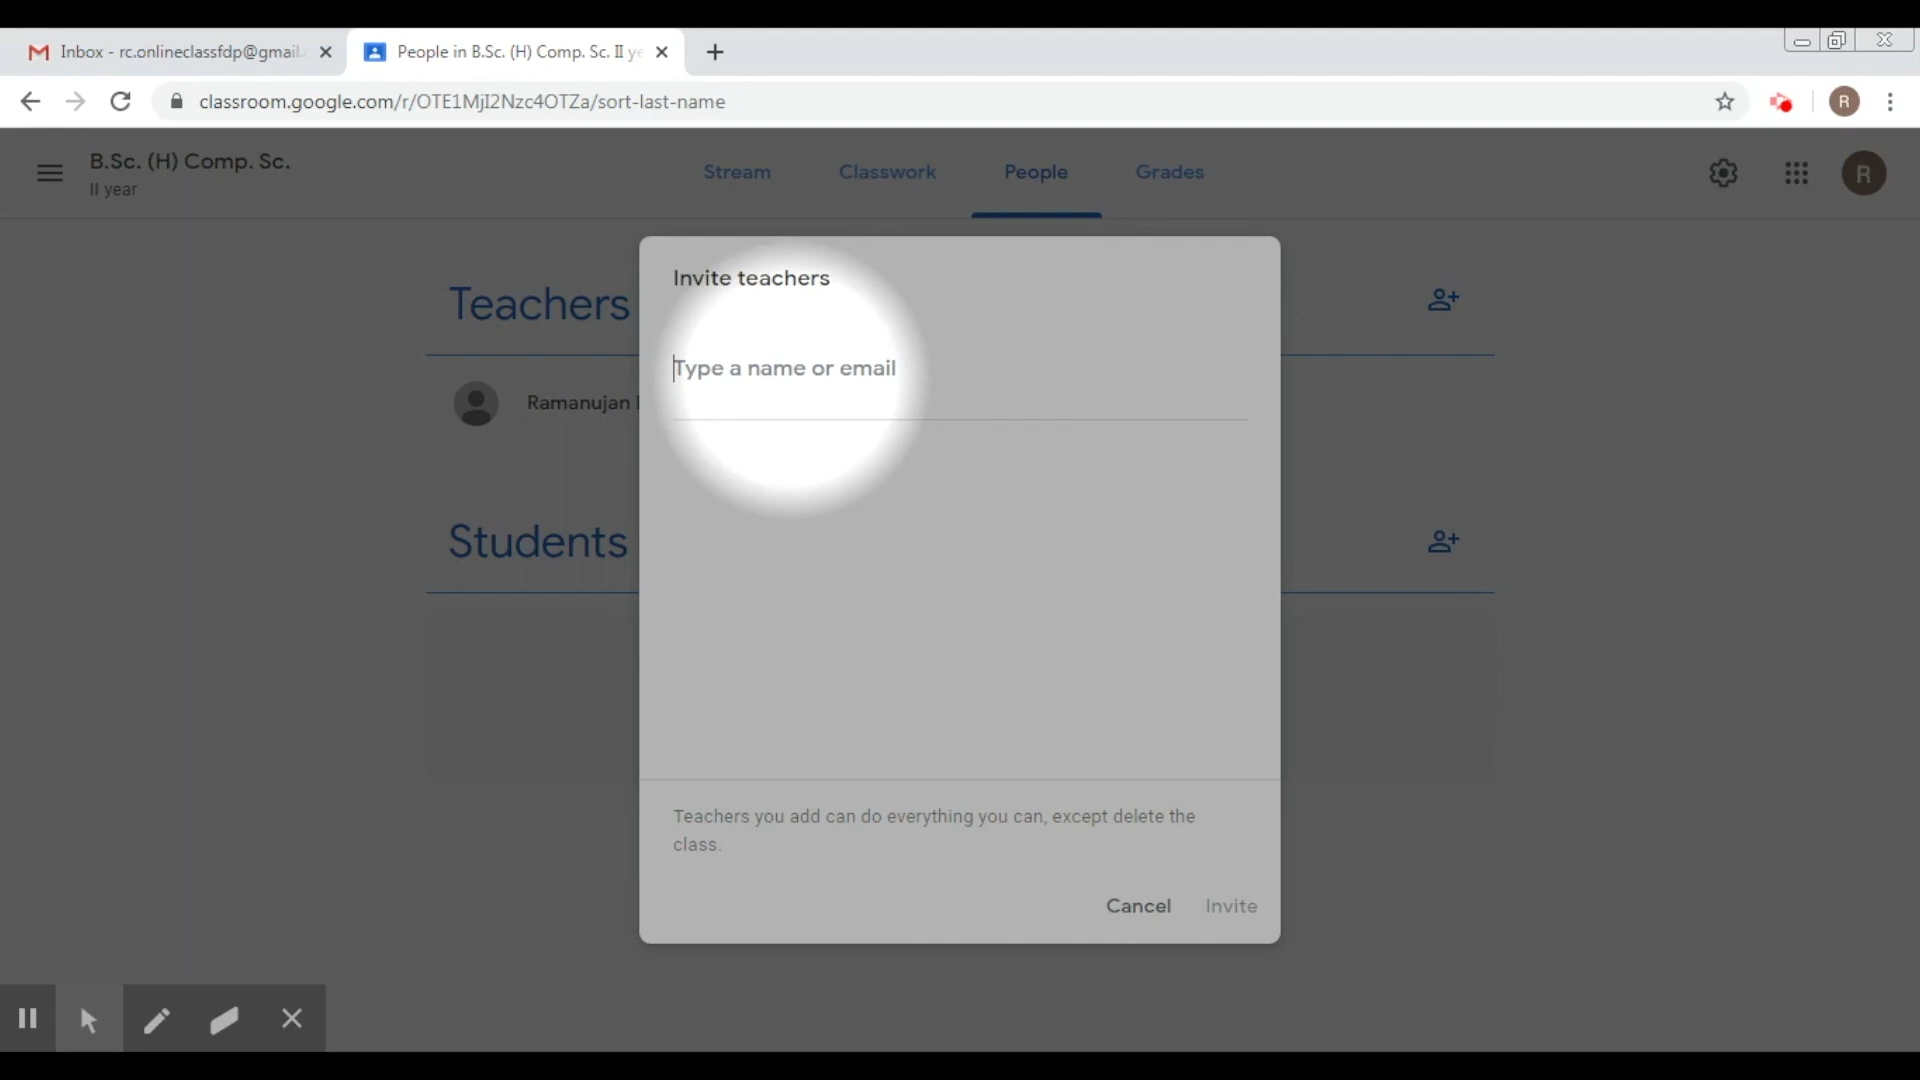 Inbox - rc.onlineclassfdp@gmail.
People in B.Sc. (H) Comp. Sc. II ye
classroom.google.com/r/OTE1MjI2Nzc4OTZa/sort-last-name
R
B.Sc. (H) Comp. Sc.
II year
Stream
Classwork
People
Grades
R
Invite teachers
Teachers
Type a name or email
Ramanujan
Students
Teachers you add can do everything you can, except delete the
class.
Cancel
Invite